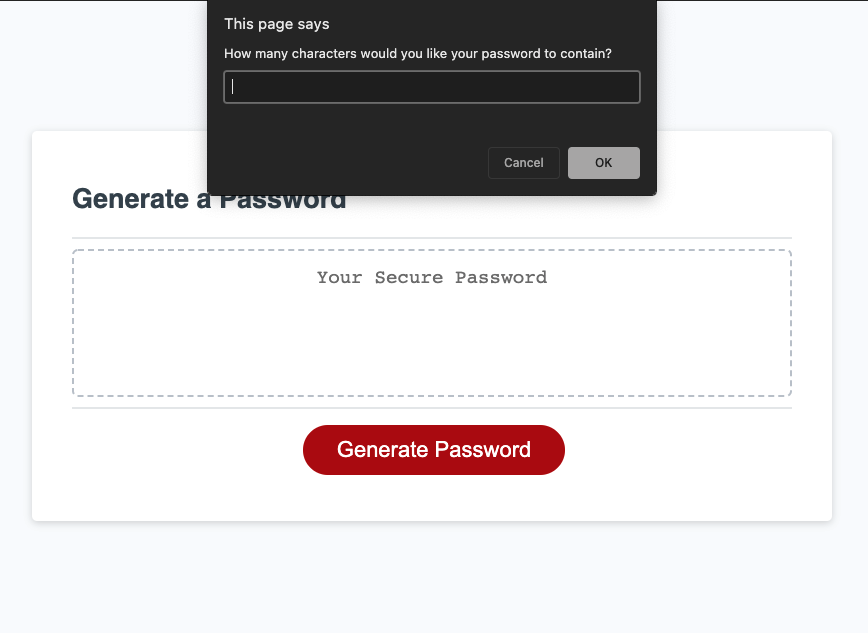 This page says
How many characters would you like your password to contain?
Cancel
OK
Generate a Password
Your Secure Password
Generate Password